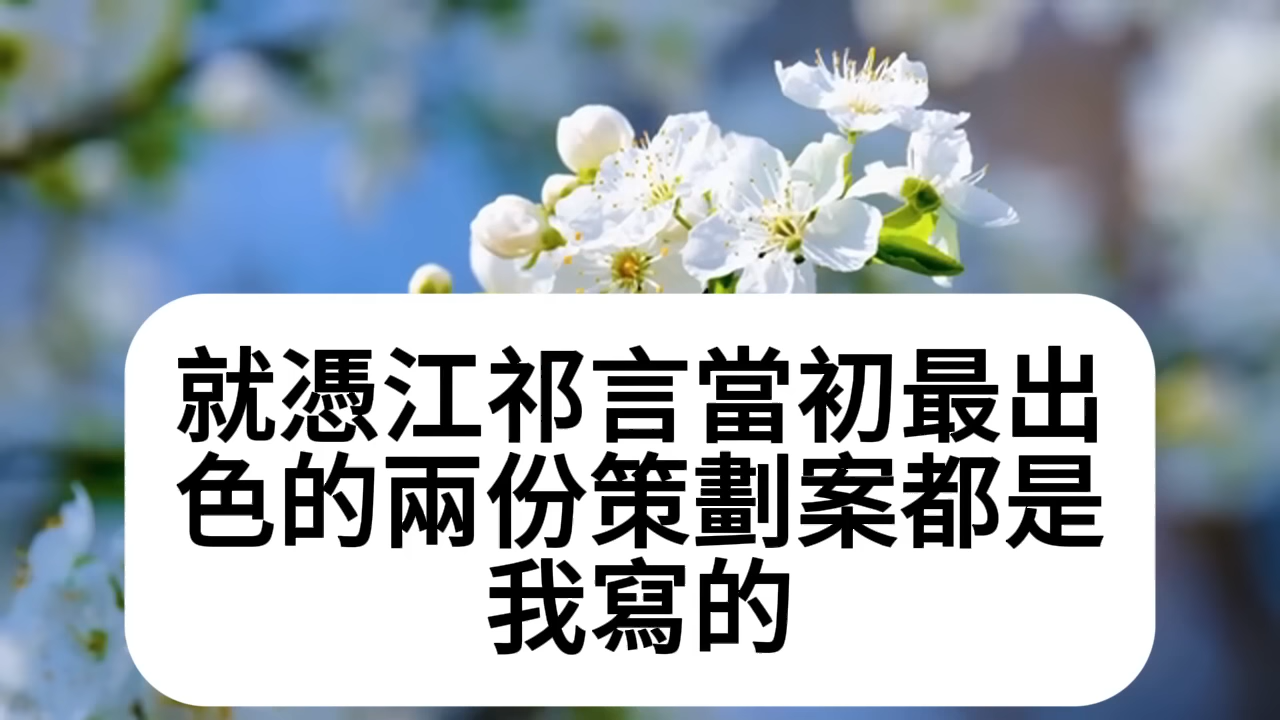 就憑江祁言當初最出
色的兩份策劃案都是
我寫的